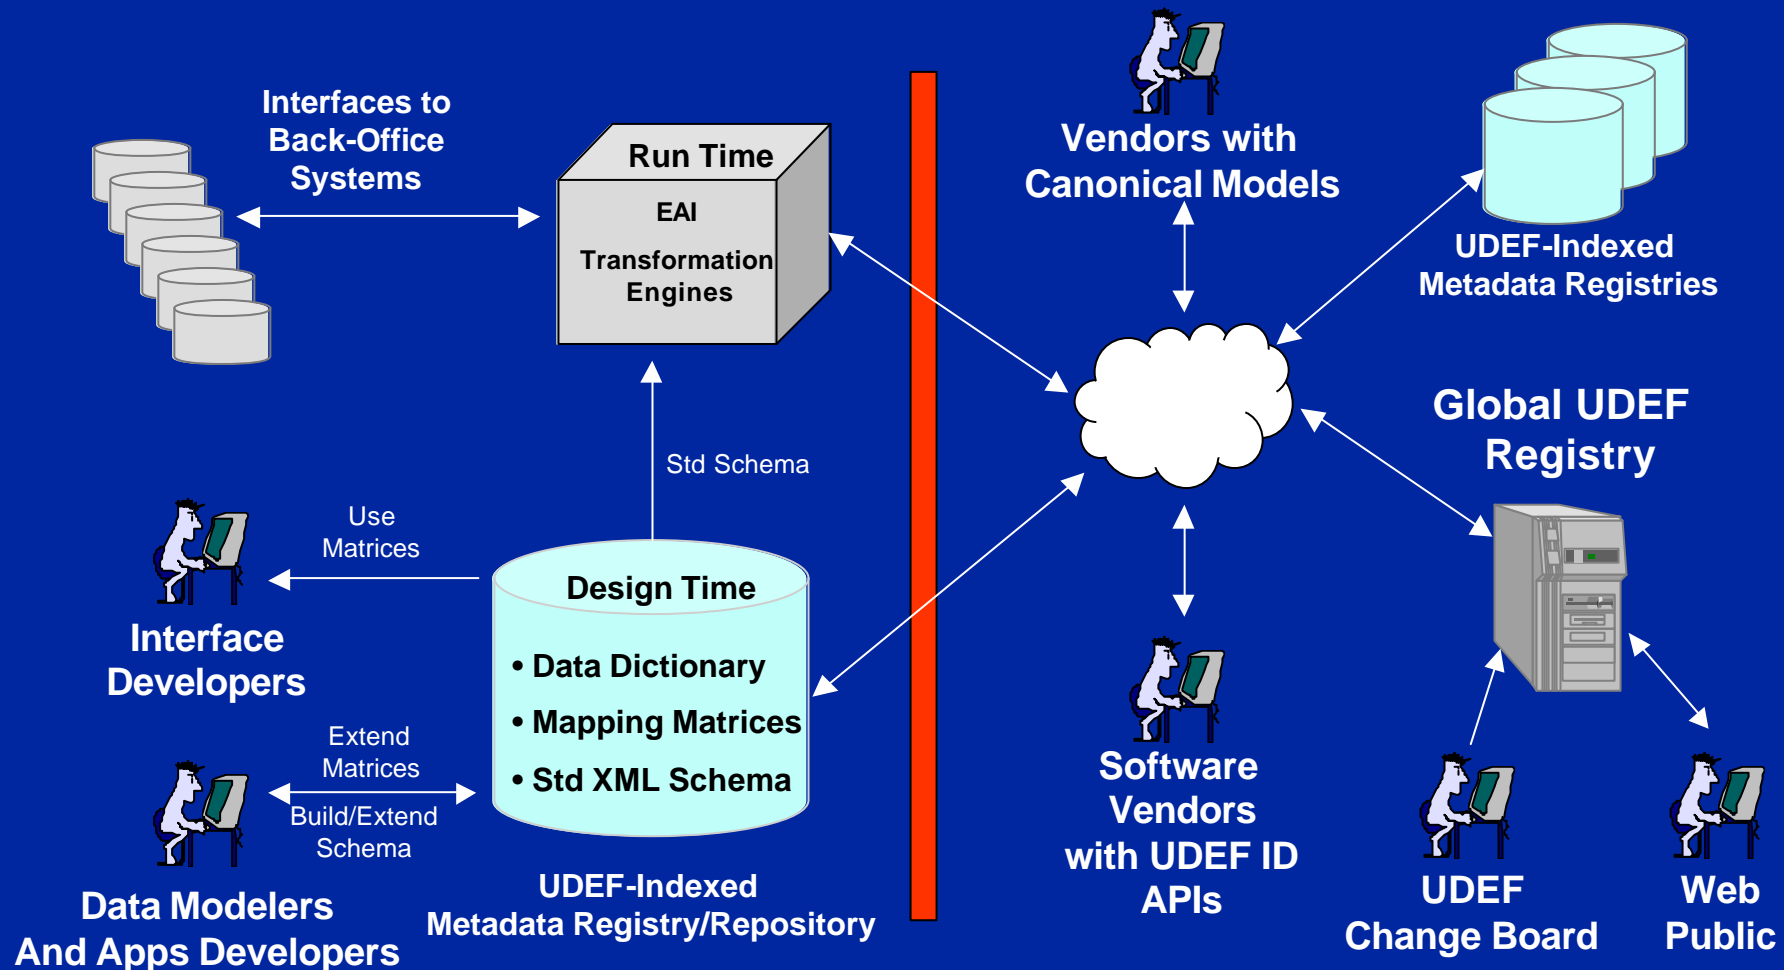 Interfaces to
Back-Office
Systems
Run Time
EAI
Transformation
Engines
Vendors with
Canonical Models
UDEF-Indexed
Metadata Registries
Global UDEF
Registry
Std Schema
Use
Matrices
Interface
Developers
Design Time
• Data Dictionary
• Mapping Matrices
• Std XML Schema
Extend
Matrices
Build/Extend
Schema
Data Modelers
And Apps Developers
UDEF-Indexed
Metadata Registry/Repository
Software
Vendors
with UDEF ID
APIs
UDEF
Change Board
Web
Public